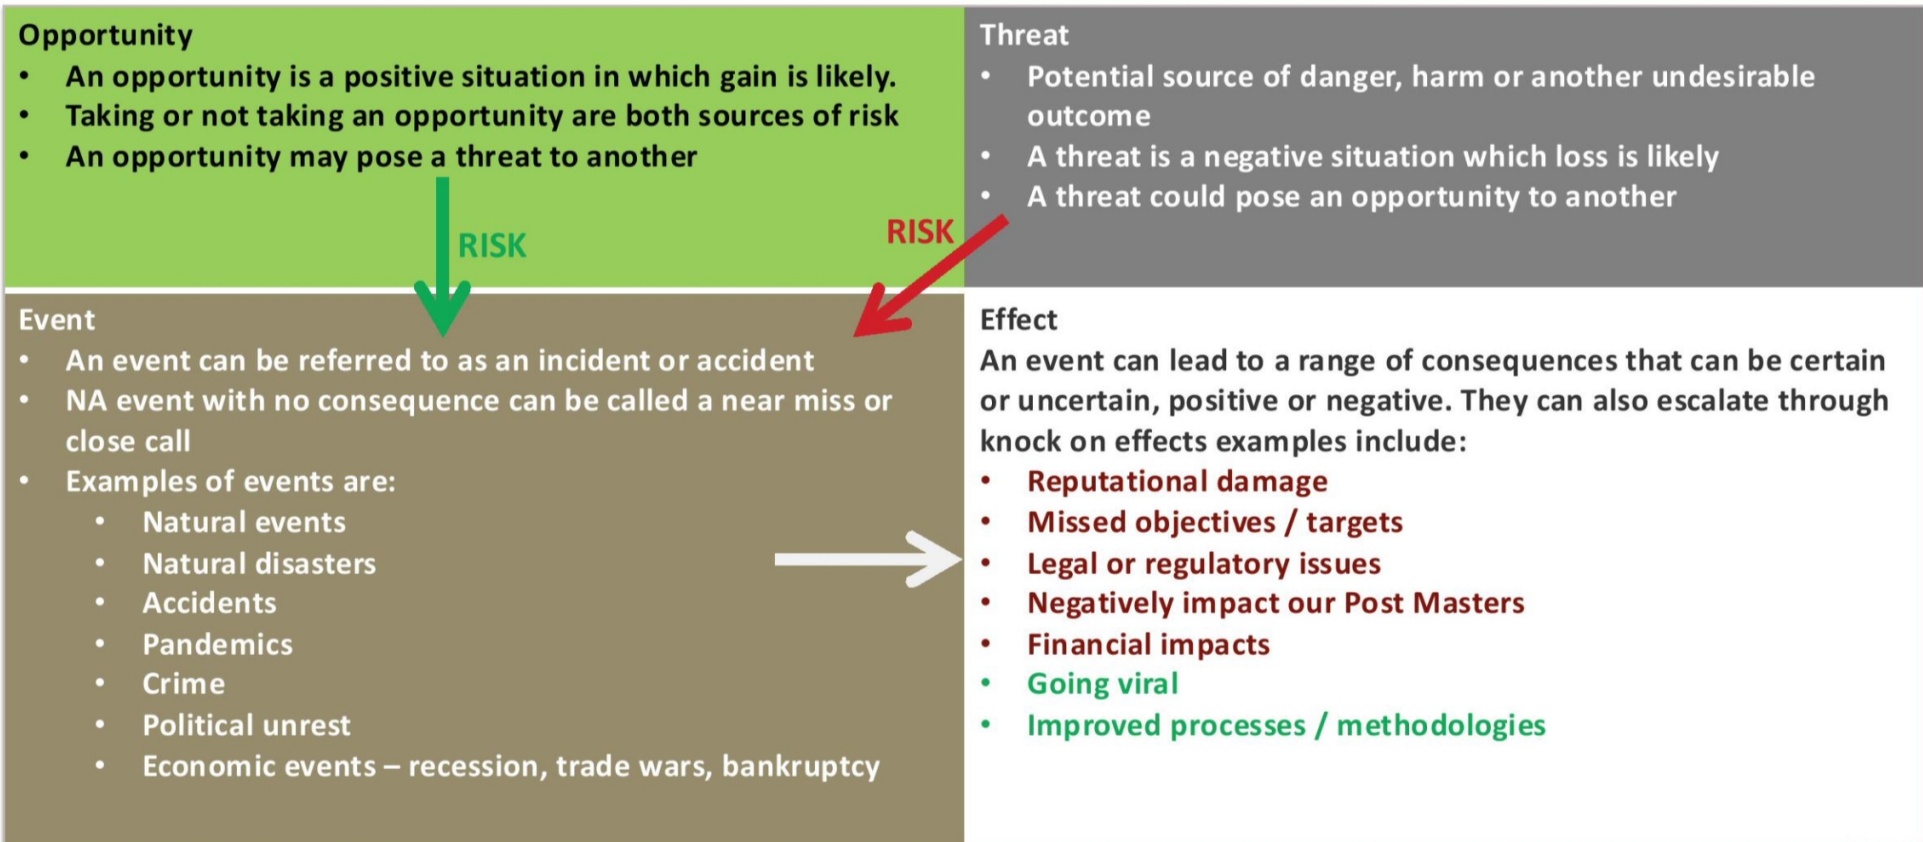 Opportunity
• An opportunity is a positive situation in which gain is likely.
• Taking or not taking an opportunity are both sources of risk
• An opportunity may pose a threat to another
RISK
Threat
• Potential source of danger, harm or another undesirable
outcome
• A threat is a negative situation which loss is likely
• A threat could pose an opportunity to another
RISK
Event
• An event can be referred to as an incident or accident
• NA event with no consequence can be called a near miss or
close call
• Examples of events are:
• Natural events
• Natural disasters
• Accidents
• Pandemics
• Crime
• Political unrest
• Economic events – recession, trade wars, bankruptcy
Effect
An event can lead to a range of consequences that can be certain
or uncertain, positive or negative. They can also escalate through
knock on effects examples include:
• Reputational damage
• Missed objectives / targets
• Legal or regulatory issues
• Negatively impact our Post Masters
• Financial impacts
• Going viral
• Improved processes / methodologies